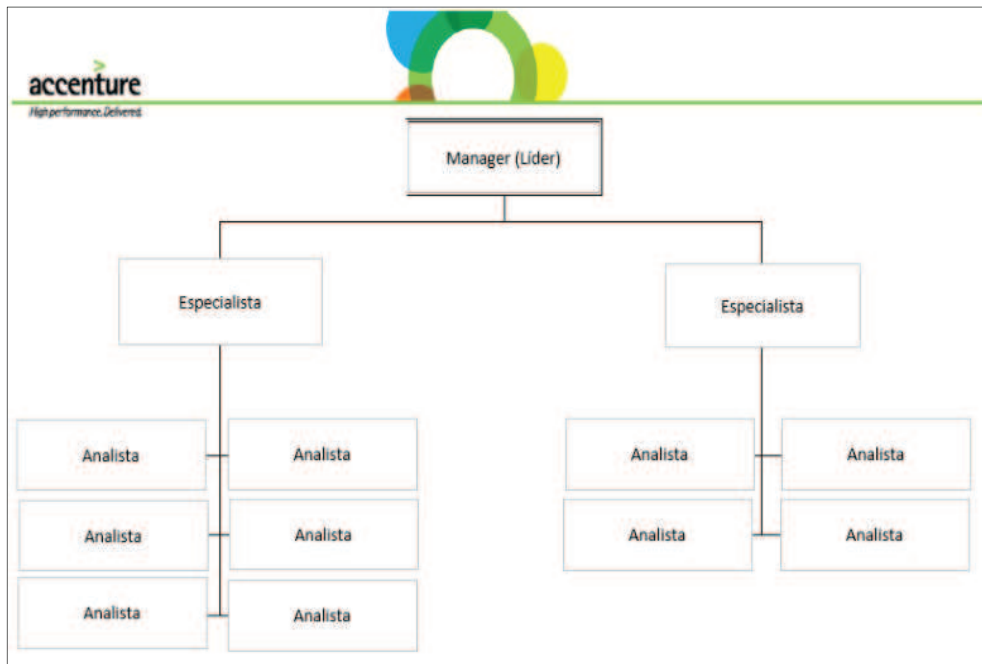 accenture
High performance. Delivered.
Manager (Líder)
Especialista
Especialista
Analista
Analista
Analista
Analista
Analista
Analista
Analista
Analista
Analista
Analista